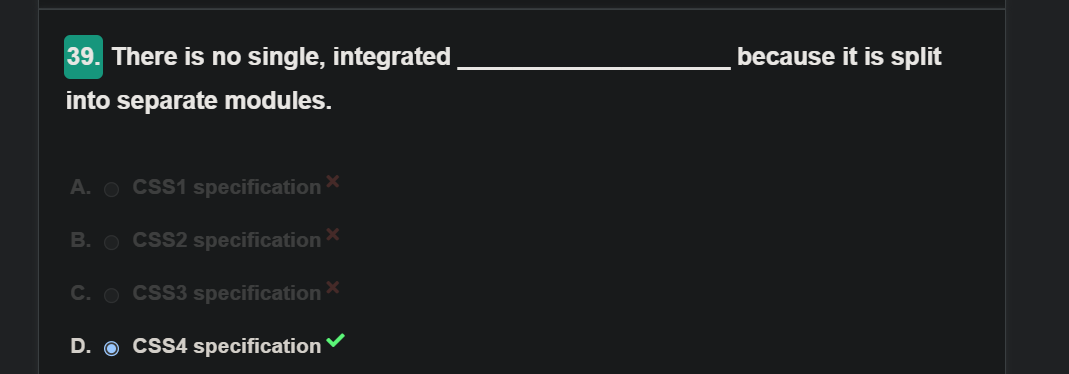 39. There is no single, integrated ____________________ because it is split
into separate modules.
A. CSS1 specification
B. CSS2 specification
C. CSS3 specification
D. CSS4 specification